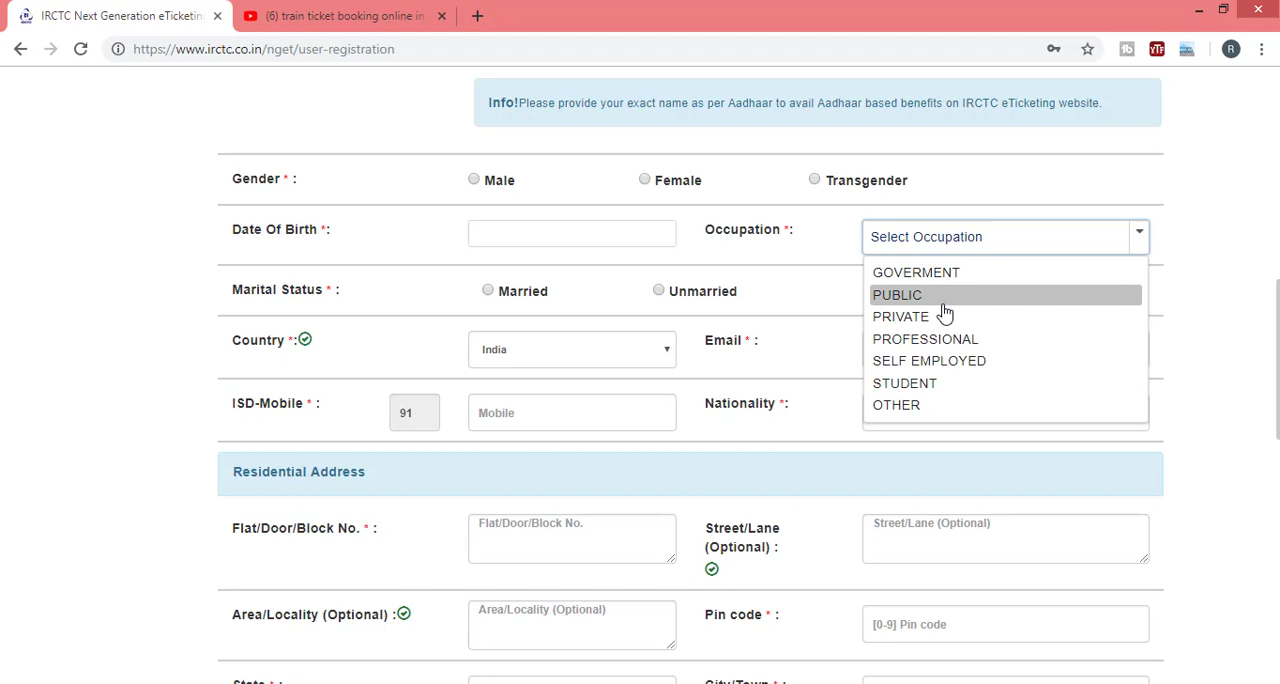 IRCTC Next Generation eTicketing
(6) train ticket booking online in
https://www.irctc.co.in/nget/user-registration
R
Info!Please provide your exact name as per Aadhaar to avail Aadhaar based benefits on IRCTC eTicketing website.
Gender * :
Male
Female
Transgender
Date Of Birth *:
Occupation *:
Select Occupation
GOVERMENT
PUBLIC
PRIVATE
PROFESSIONAL
SELF EMPLOYED
STUDENT
OTHER
Marital Status * :
Married
Unmarried
Country *:
India
Email * :
ISD-Mobile * :
91
Mobile
Nationality *:
Residential Address
Flat/Door/Block No. * :
Flat/Door/Block No.
Street/Lane
(Optional) :
Street/Lane (Optional)
Area/Locality (Optional) :
Area/Locality (Optional)
Pin code * :
[0-9] Pin code
State * :
City/Town * :